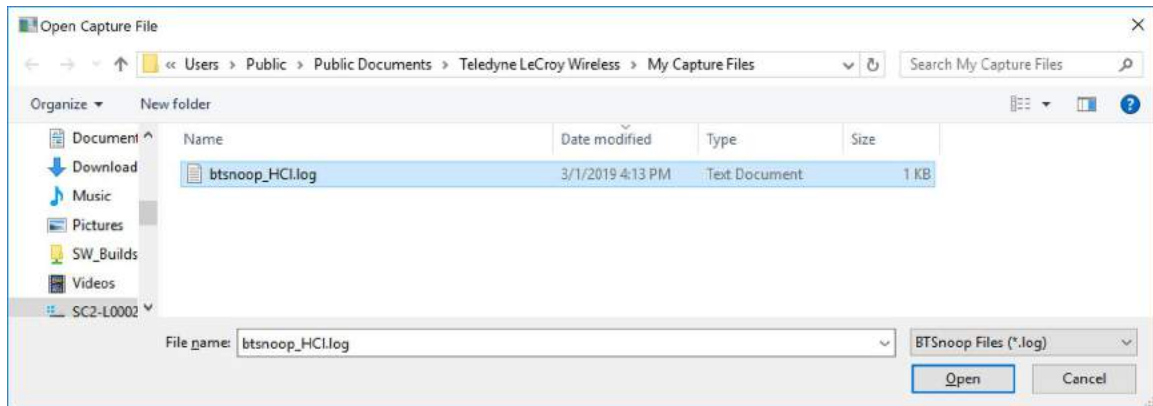 Open Capture File
« Users › Public › Public Documents › Teledyne LeCroy Wireless › My Capture Files
Search My Capture Files
Organize
New folder
Document
Download
Music
Pictures
SW_Builds
Videos
SC2-L0002
Name
Date modified
Type
Size
btsnoop_HCI.log
3/1/2019 4:13 PM
Text Document
1 KB
File name:
btsnoop_HCI.log
BTSnoop Files (*.log)
Open
Cancel